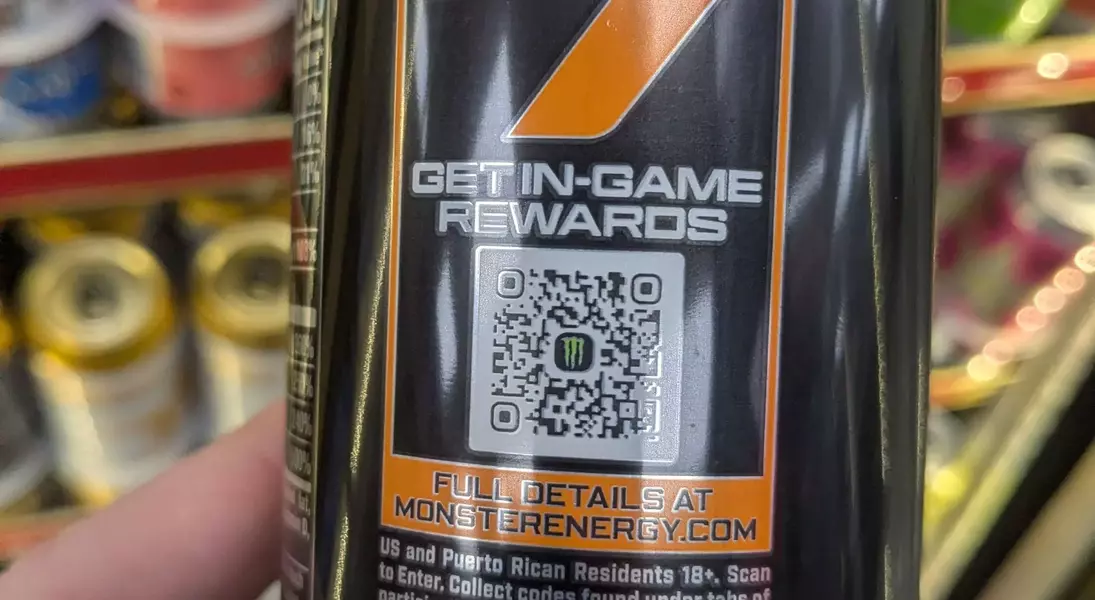 GET IN-GAME
REWARDS
FULL DETAILS AT
MONSTERENERGY.COM
US and Puerto Rican Residents 18+. Scan
to Enter. Collect codes found under tabs of